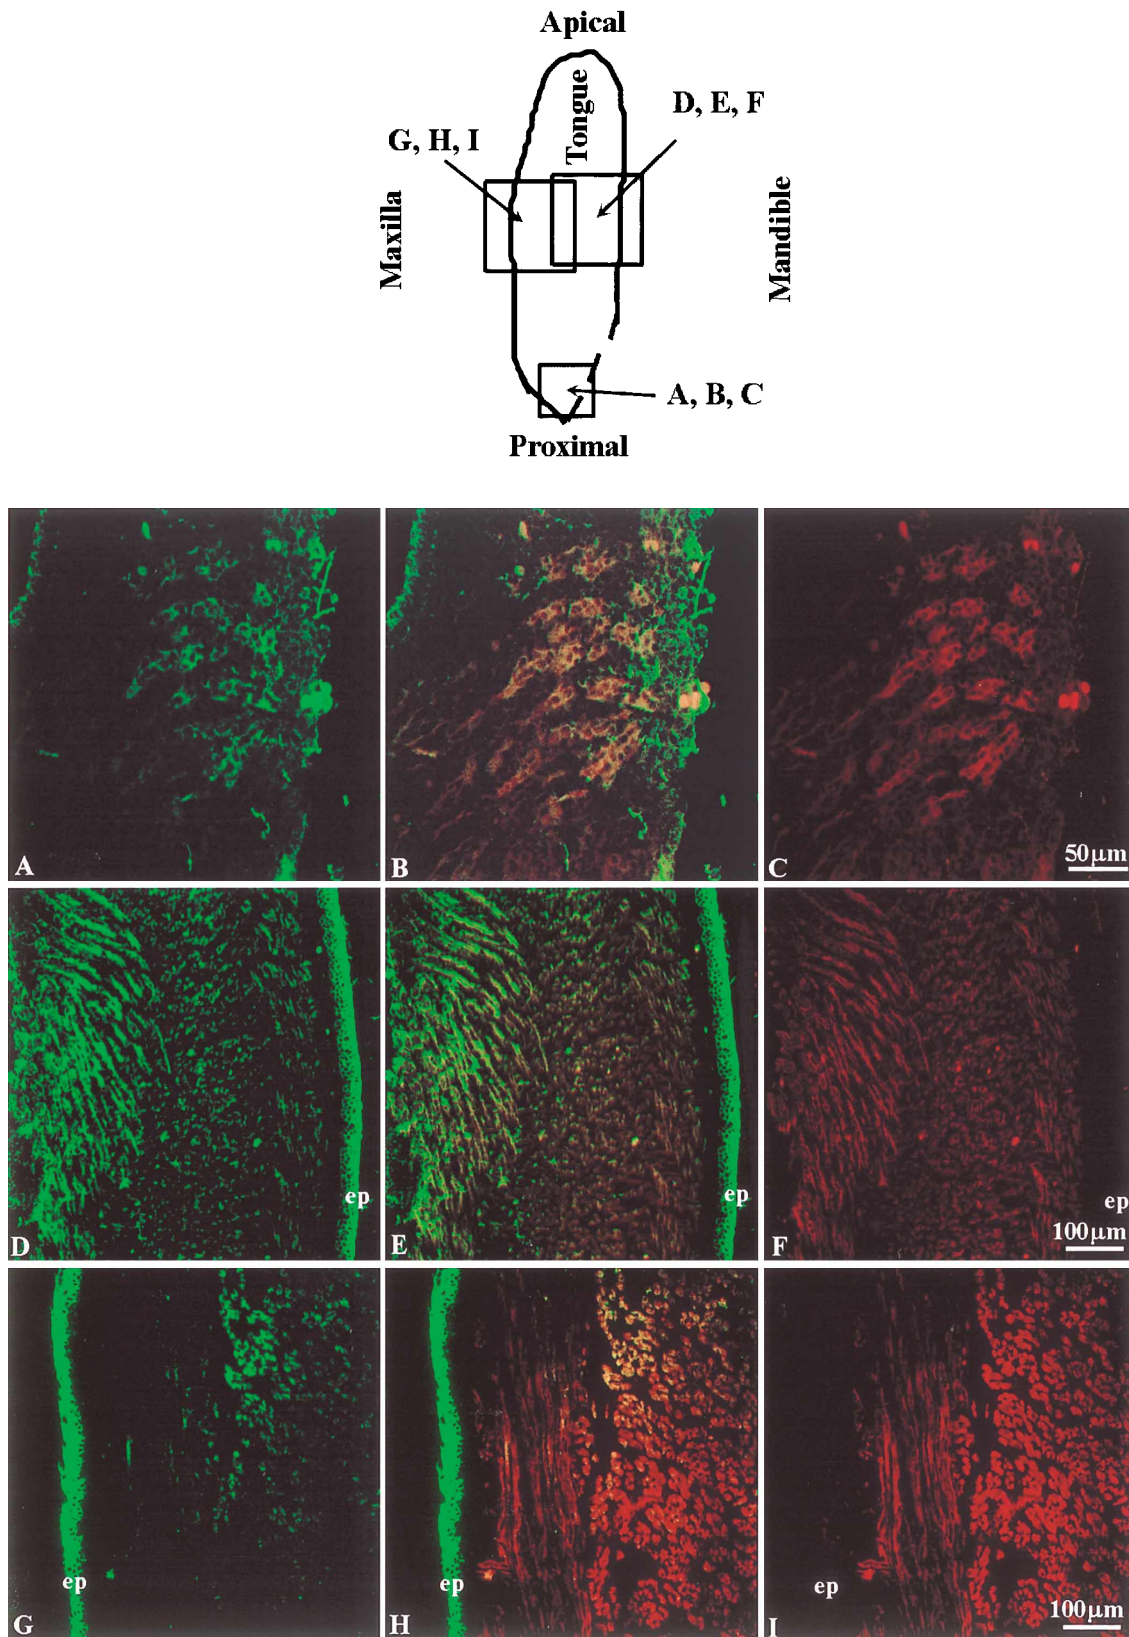 Apical
Tongue
D, E, F
G, H, I
Maxilla
Mandible
A, B, C
Proximal
A
B
C
50μm
ep
D
ep
E
ep
F
100μm
ep
G
ep
H
ep
I
100μm